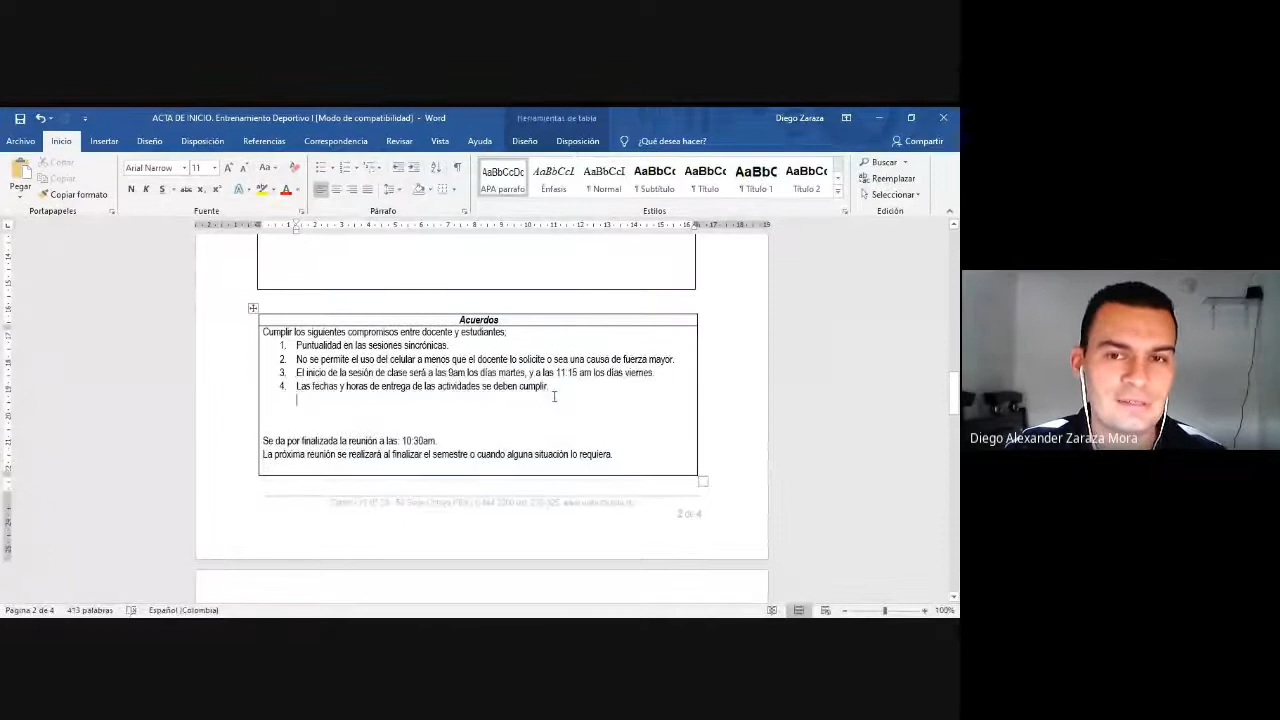 ACTA DE INICIO. Entrenamiento Deportivo I [Modo de compatibilidad] - Word
Herramientas de tabla
Diego Zaraza
Archivo Inicio Insertar Diseño Disposición Referencias Correspondencia Revisar Vista Ayuda Diseño Disposición ¿Qué desea hacer? Compartir
Pegar
Cortar
Copiar
Copiar formato
Portapapeles
Arial Narrow 11
Fuente
Párrafo
AaBbCcDc AaBbCcI AaBbCcI AaBbCc AaBbCc AaBbC AaBbCc
APA parrafo Énfasis ¶ Normal ¶ Subtítulo ¶ Título ¶ Título 1 Título 2
Estilos
Buscar
Reemplazar
Seleccionar
Edición
Acuerdos
Cumplir los siguientes compromisos entre docente y estudiantes;
1. Puntualidad en las sesiones sincrónicas.
2. No se permite el uso del celular a menos que el docente lo solicite o sea una causa de fuerza mayor.
3. El inicio de la sesión de clase será a las 9am los días martes, y a las 11:15 am los días viernes.
4. Las fechas y horas de entrega de las actividades se deben cumplir.
Se da por finalizada la reunión a las: 10:30am.
La próxima reunión se realizará al finalizar el semestre o cuando alguna situación lo requiera.
2 de 4
Página 2 de 4 413 palabras Español (Colombia) 100%
Diego Alexander Zaraza Mora